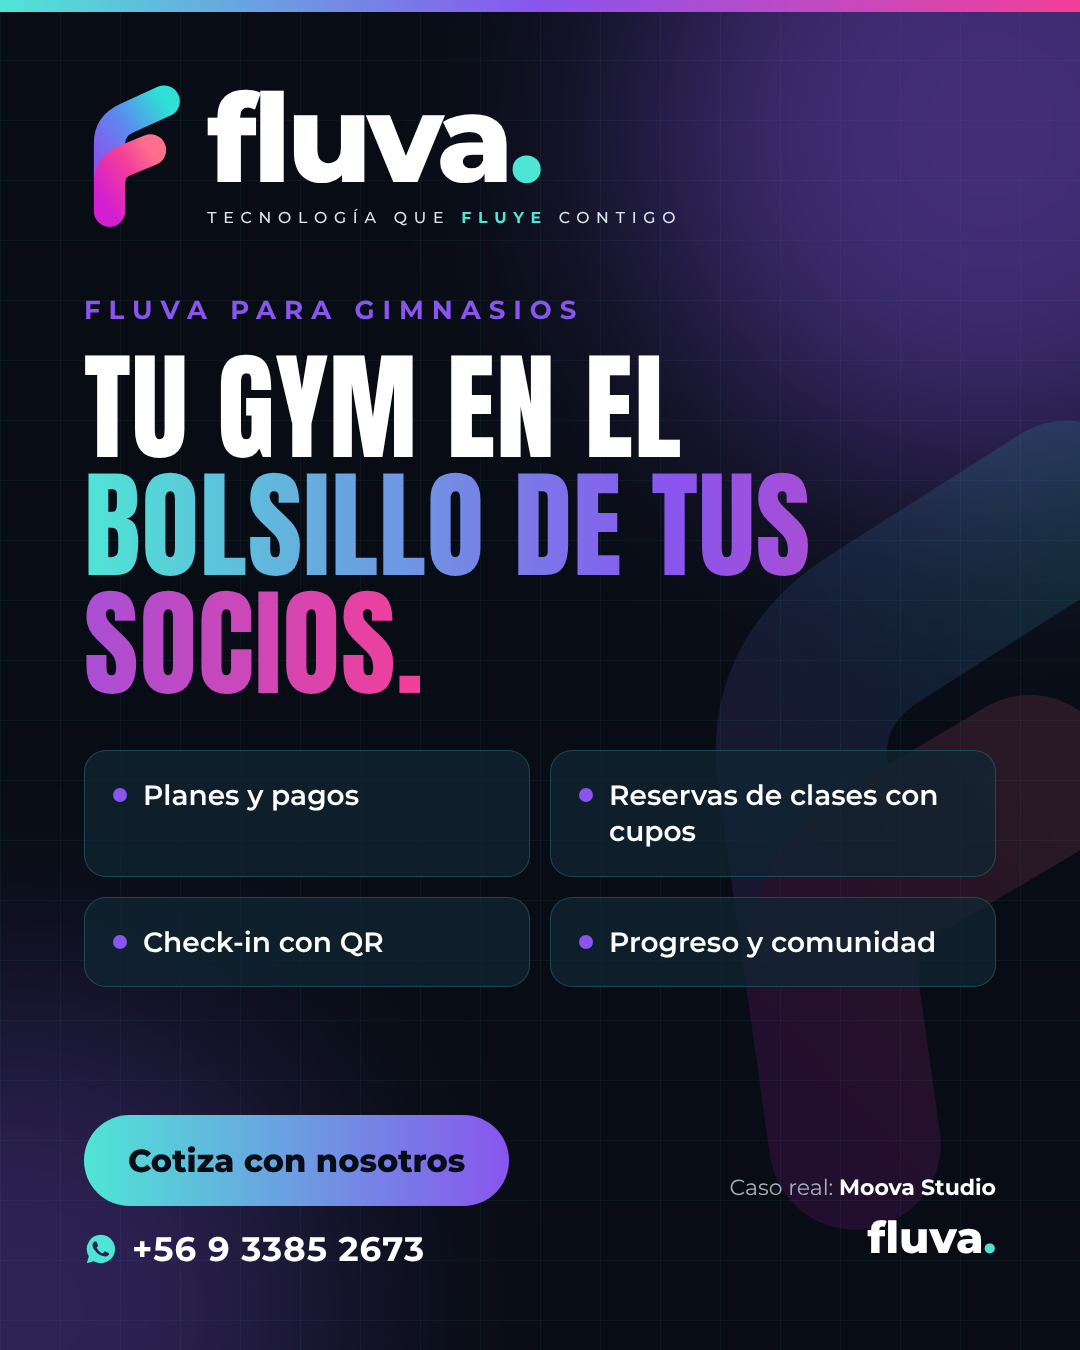 fluva.
TECNOLOGÍA QUE FLUYE CONTIGO
FLUVA PARA GIMNASIOS
TU GYM EN EL
BOLSILLO DE TUS
SOCIOS.
Planes y pagos
Reservas de clases con
cupos
Check-in con QR
Progreso y comunidad
Cotiza con nosotros
+56 9 3385 2673
Caso real: Moova Studio
fluva.